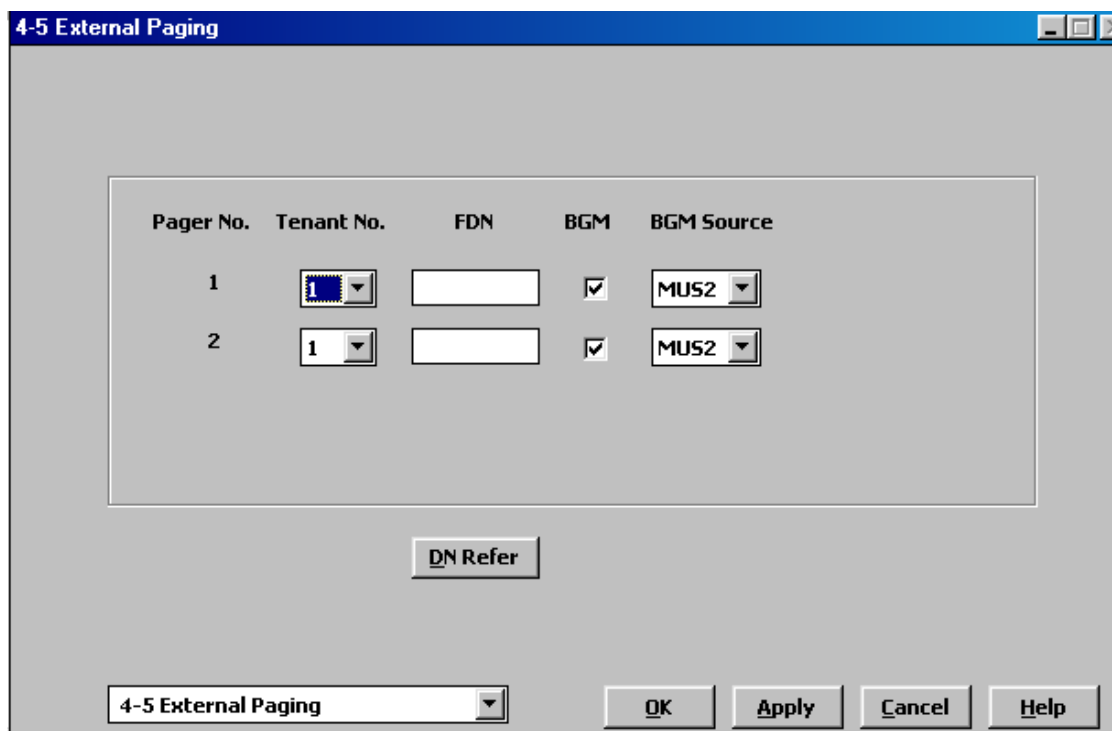 4-5 External Paging
Pager No. Tenant No. FDN BGM BGM Source
1 1 MUS2
2 1 MUS2
DN Refer
4-5 External Paging OK Apply Cancel Help